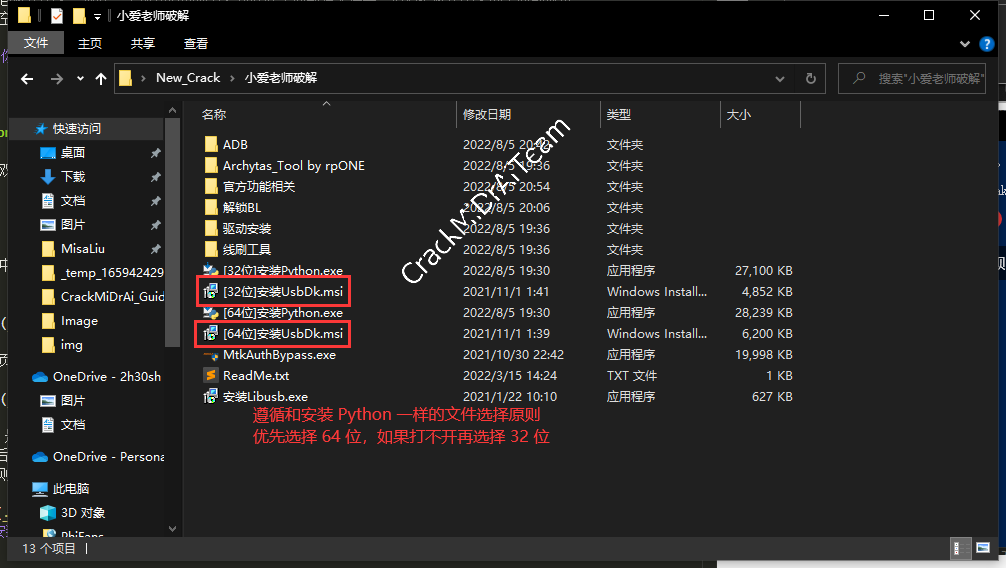 小爱老师破解
文件 主页 共享 查看
New_Crack 小爱老师破解
搜索"小爱老师破解"
名称 修改日期 类型 大小
快速访问
桌面
下载
文档
图片
MisaLiu
_temp_165942429
CrackMiDrAi_Guid
Image
img
OneDrive - 2h30sh
图片
文档
OneDrive - Persona
此电脑
3D 对象
PhiFans
ADB 2022/8/5 20:42 文件夹
Archytas_Tool by rpONE 2022/8/5 19:36 文件夹
官方功能相关 2022/8/5 20:54 文件夹
解锁BL 2022/8/5 20:06 文件夹
驱动安装 2022/8/5 19:36 文件夹
线刷工具 2022/8/5 19:36 文件夹
[32位]安装Python.exe 2022/8/5 19:30 应用程序 27,100 KB
[32位]安装UsbDk.msi 2021/11/1 1:41 Windows Install... 4,852 KB
[64位]安装Python.exe 2022/8/5 19:30 应用程序 28,239 KB
[64位]安装UsbDk.msi 2021/11/1 1:39 Windows Install... 6,200 KB
MtkAuthBypass.exe 2021/10/30 22:42 应用程序 19,998 KB
ReadMe.txt 2022/3/15 14:24 TXT 文件 1 KB
安装Libusb.exe 2021/1/22 10:10 应用程序 627 KB
CrackMiDrAiTeam
遵循和安装 Python 一样的文件选择原则
优先选择 64 位，如果打不开再选择 32 位
13 个项目